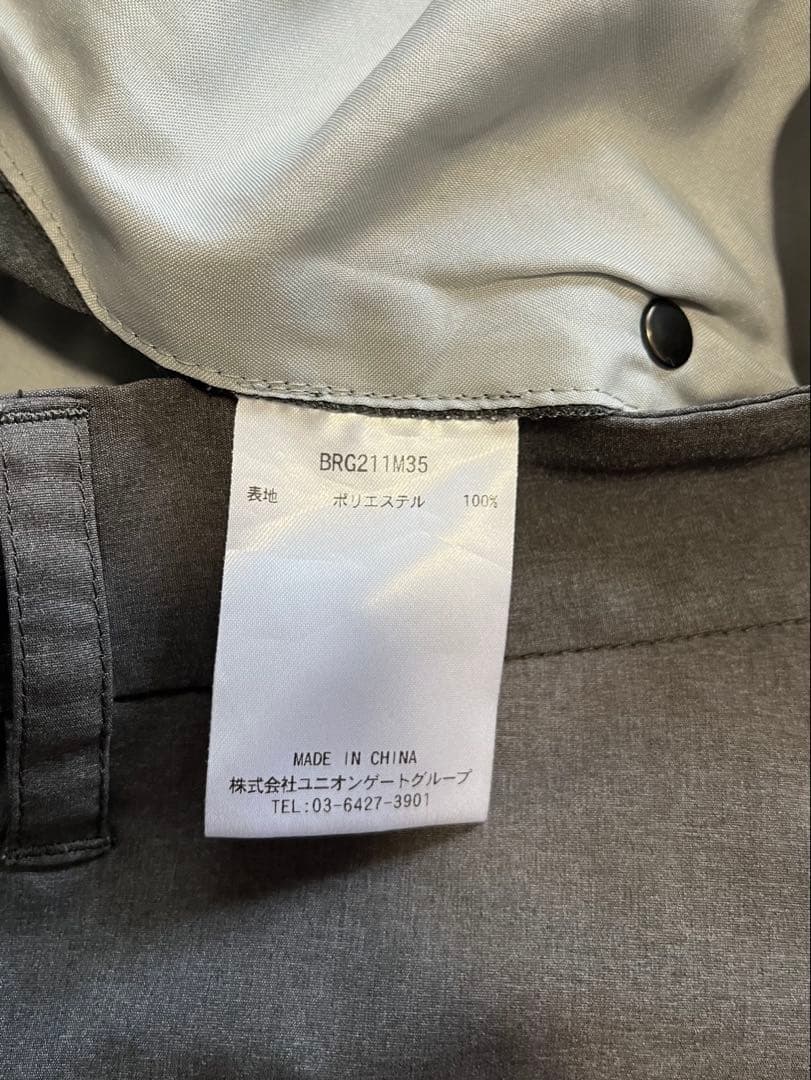 BRG211M35
表地 ポリエステル 100%
MADE IN CHINA
株式会社ユニオンゲートグループ
TEL:03-6427-3901